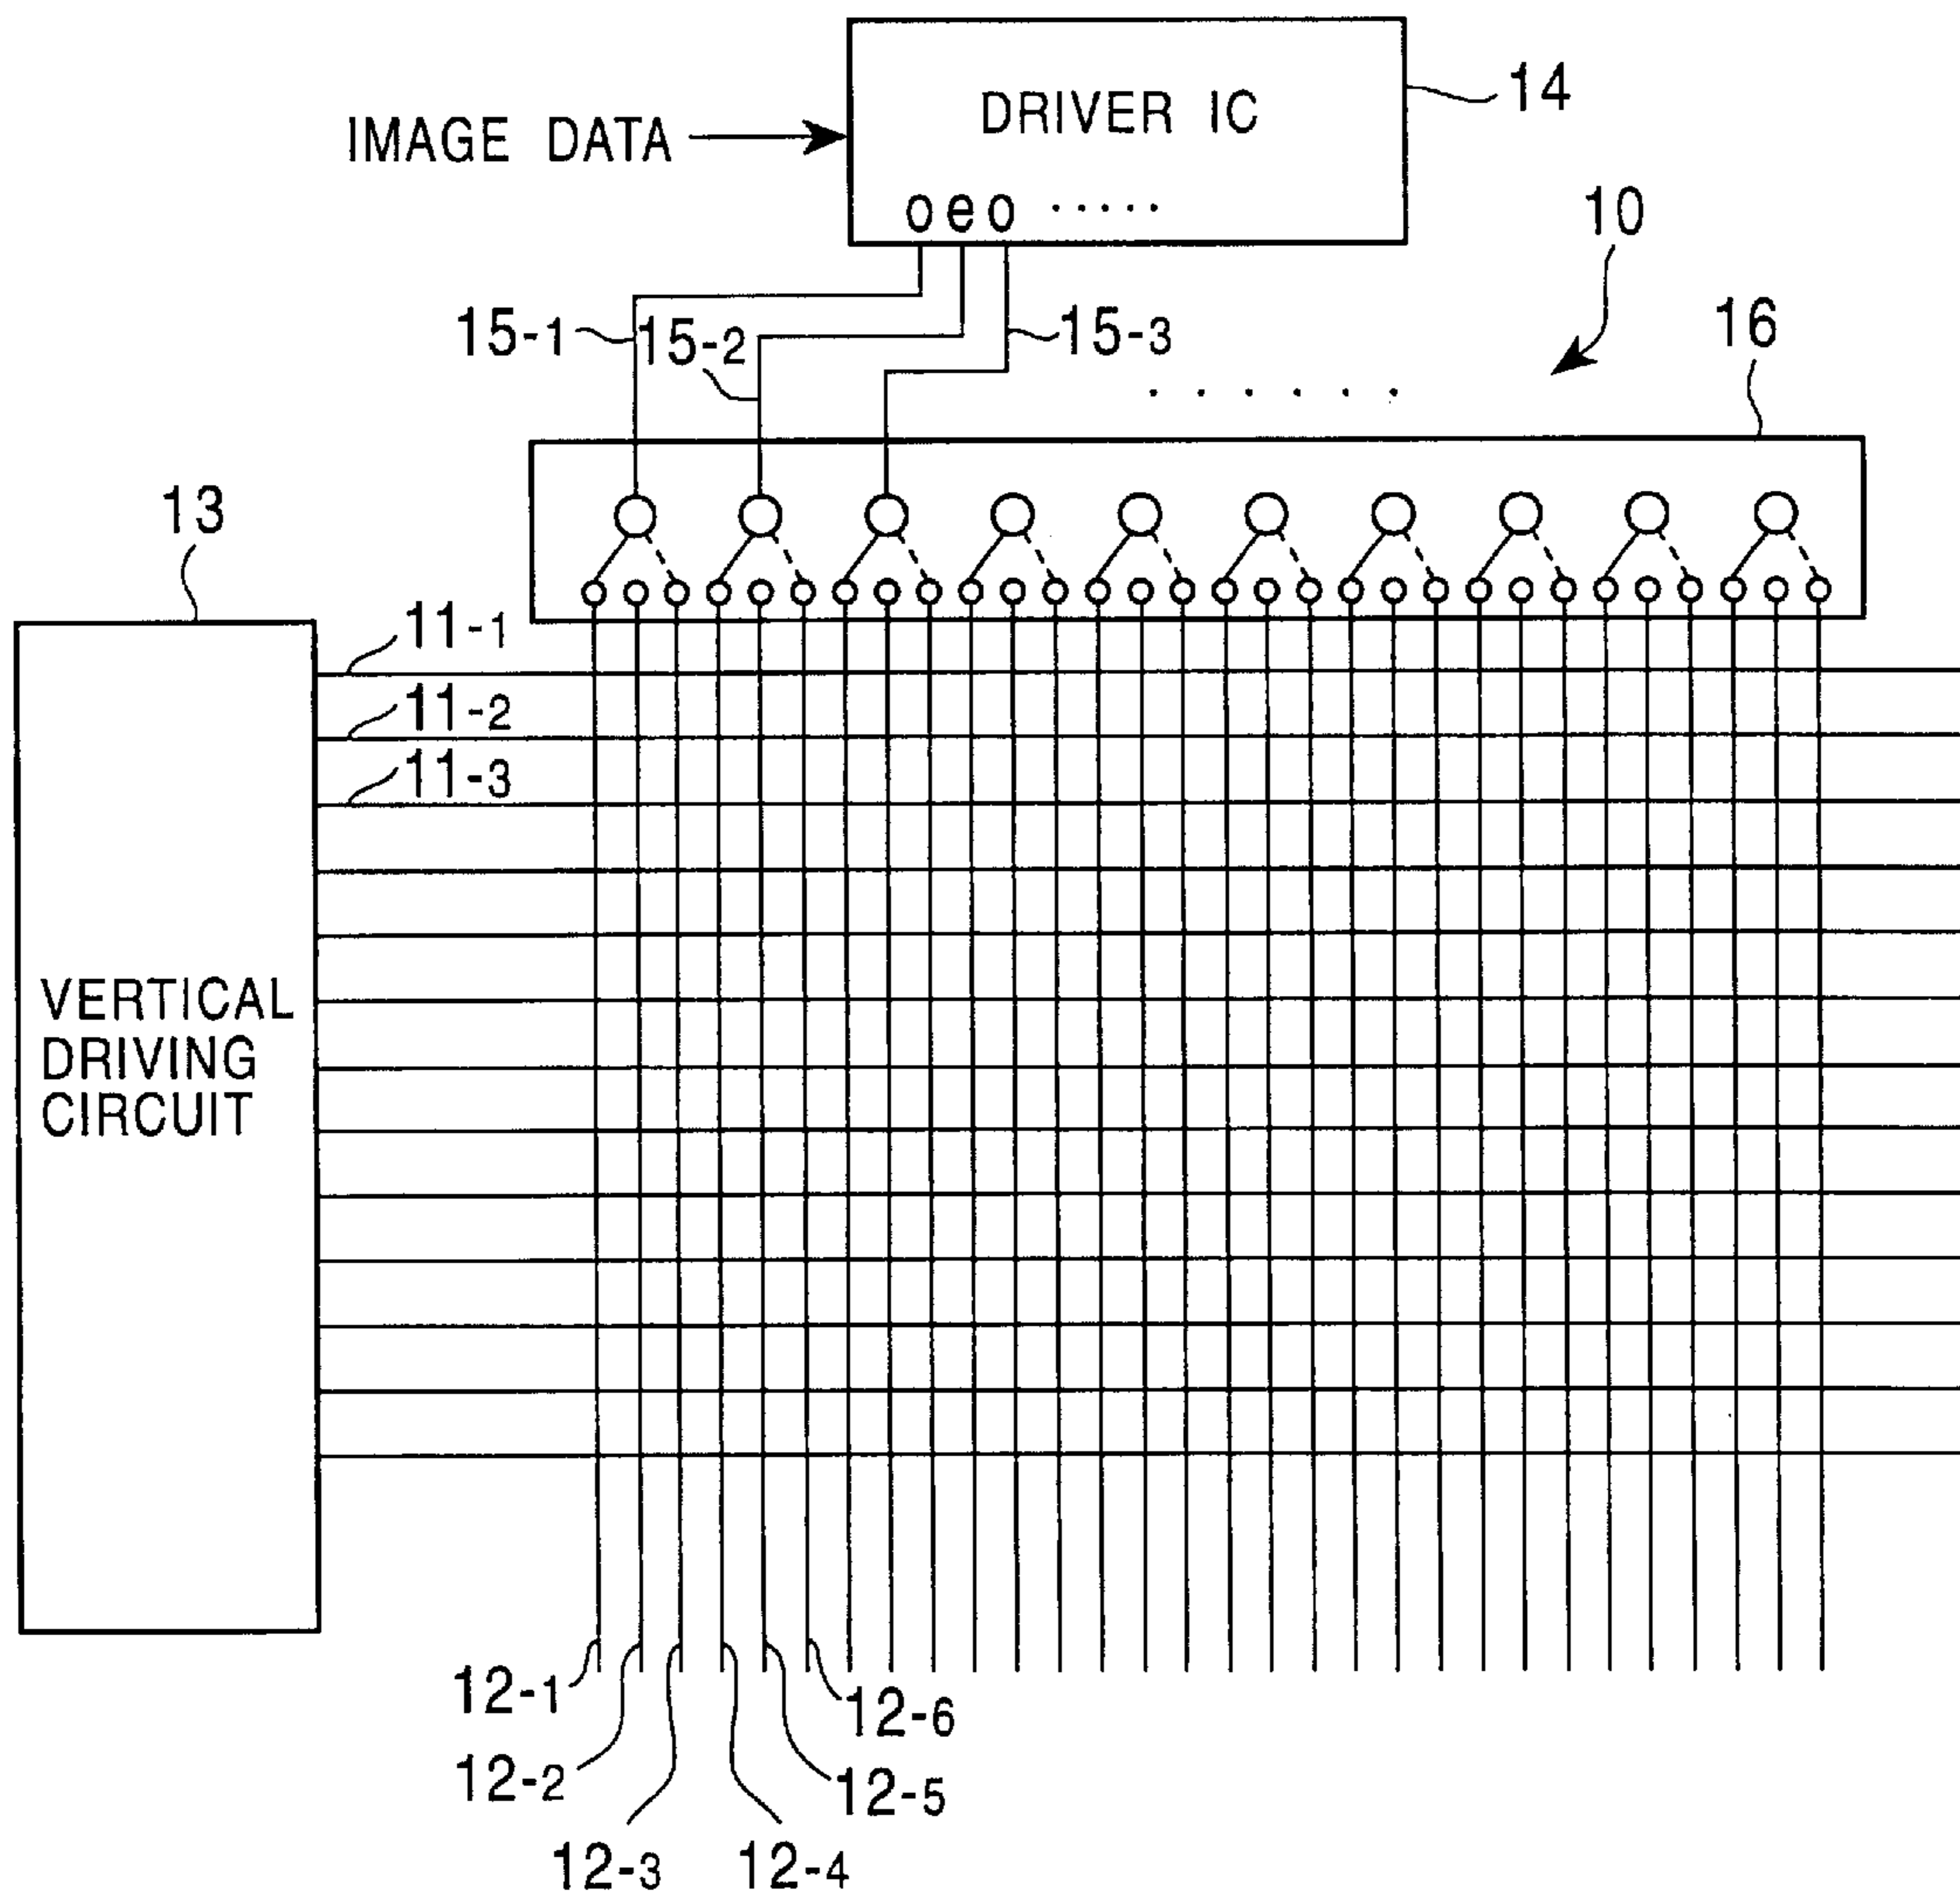 DRIVER IC
14
IMAGE DATA
o e o .....
10
15-1
15-2
15-3
16
13
11-1
11-2
11-3
VERTICAL
DRIVING
CIRCUIT
12-1
12-6
12-2
12-5
12-3
12-4